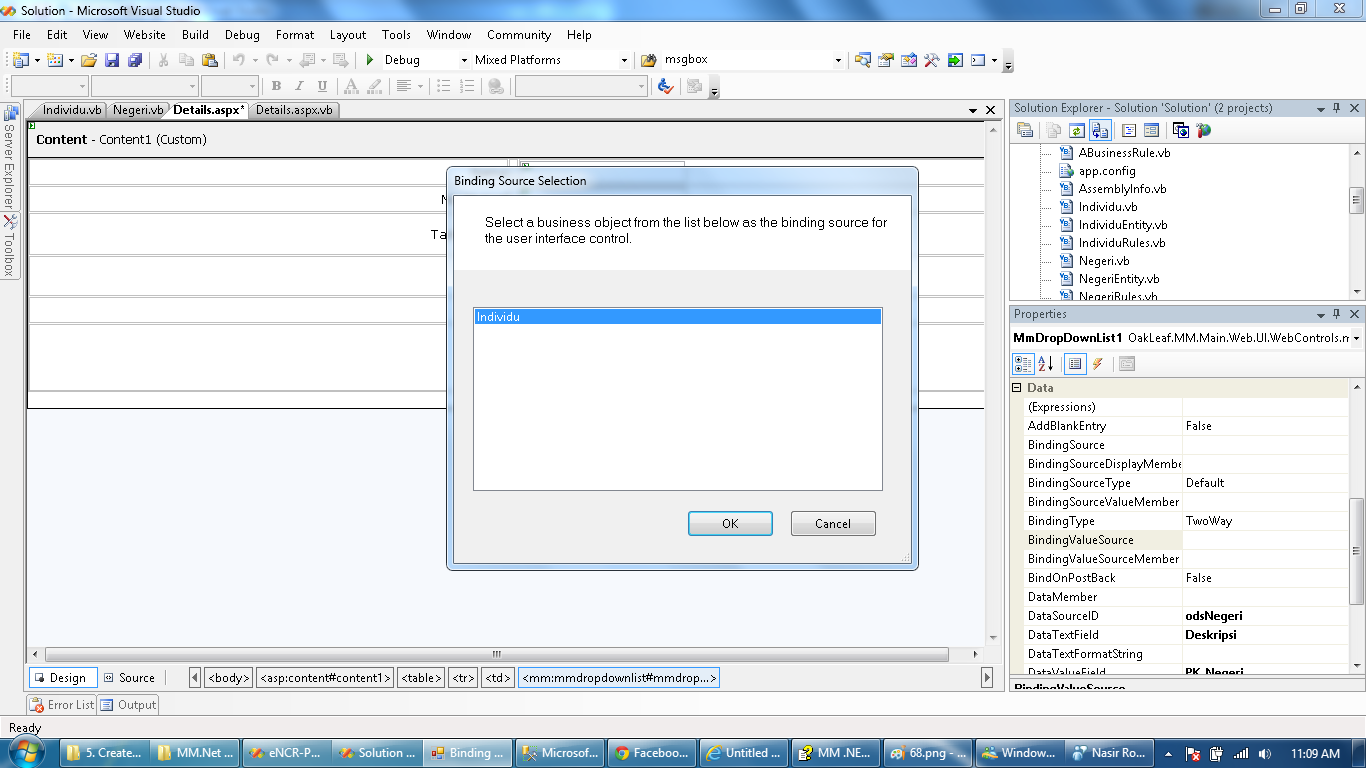 Solution - Microsoft Visual Studio
File Edit View Website Build Debug Format Layout Tools Window Community Help
Debug Mixed Platforms msgbox
B I U
Individu.vb Negeri.vb Details.aspx* Details.aspx.vb
Server Explorer
Toolbox
Content - Content1 (Custom)
N
Ta
Binding Source Selection
Select a business object from the list below as the binding source for
the user interface control.
Individu
OK Cancel
Design Source <body> <asp:content#content1> <table> <tr> <td> <mm:mmdropdownlist#mmdrop...>
Error List Output
Ready
Solution Explorer - Solution 'Solution' (2 projects)
ABusinessRule.vb
app.config
AssemblyInfo.vb
Individu.vb
IndividuEntity.vb
IndividuRules.vb
Negeri.vb
NegeriEntity.vb
NegeriRules.vb
Properties
MmDropDownList1 OakLeaf.MM.Main.Web.UI.WebControls.m
Data
(Expressions)
AddBlankEntry False
BindingSource
BindingSourceDisplayMembe
BindingSourceType Default
BindingSourceValueMember
BindingType TwoWay
BindingValueSource
BindingValueSourceMember
BindOnPostBack False
DataMember
DataSourceID odsNegeri
DataTextField Deskripsi
DataTextFormatString
DataValueField PK_Negeri
BindingValueSource
5. Create... MM.Net ... eNCR-P... Solution ... Binding ... Microsof... Faceboo... Untitled ... MM .NE... 68.png - ... Window... Nasir Ro... 11:09 AM